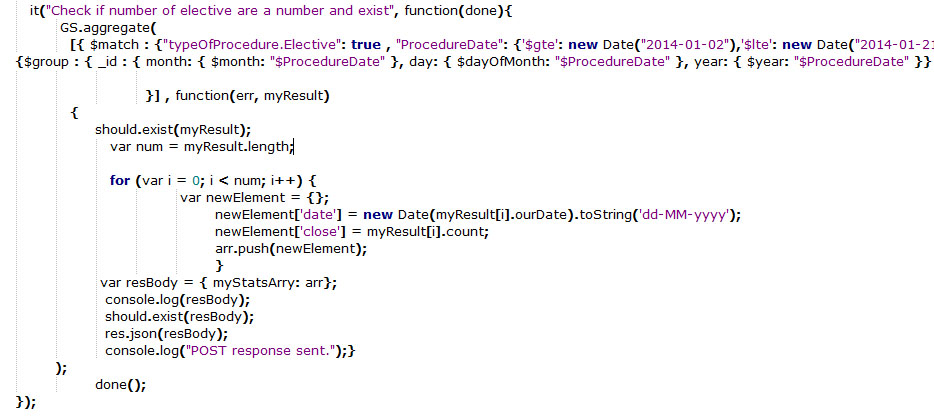 it("Check if number of elective are a number and exist", function(done){
GS.aggregate(
[{ $match : {"typeOfProcedure.Elective": true , "ProcedureDate": {'$gte': new Date("2014-01-02"),'$lte': new Date("2014-01-21
{$group : { _id : { month: { $month: "$ProcedureDate" }, day: { $dayOfMonth: "$ProcedureDate" }, year: { $year: "$ProcedureDate" }}
}] , function(err, myResult)
{
should.exist(myResult);
var num = myResult.length;
for (var i = 0; i < num; i++) {
var newElement = {};
newElement['date'] = new Date(myResult[i].ourDate).toString('dd-MM-yyyy');
newElement['close'] = myResult[i].count;
arr.push(newElement);
}
var resBody = { myStatsArry: arr};
console.log(resBody);
should.exist(resBody);
res.json(resBody);
console.log("POST response sent.");}
);
done();
});